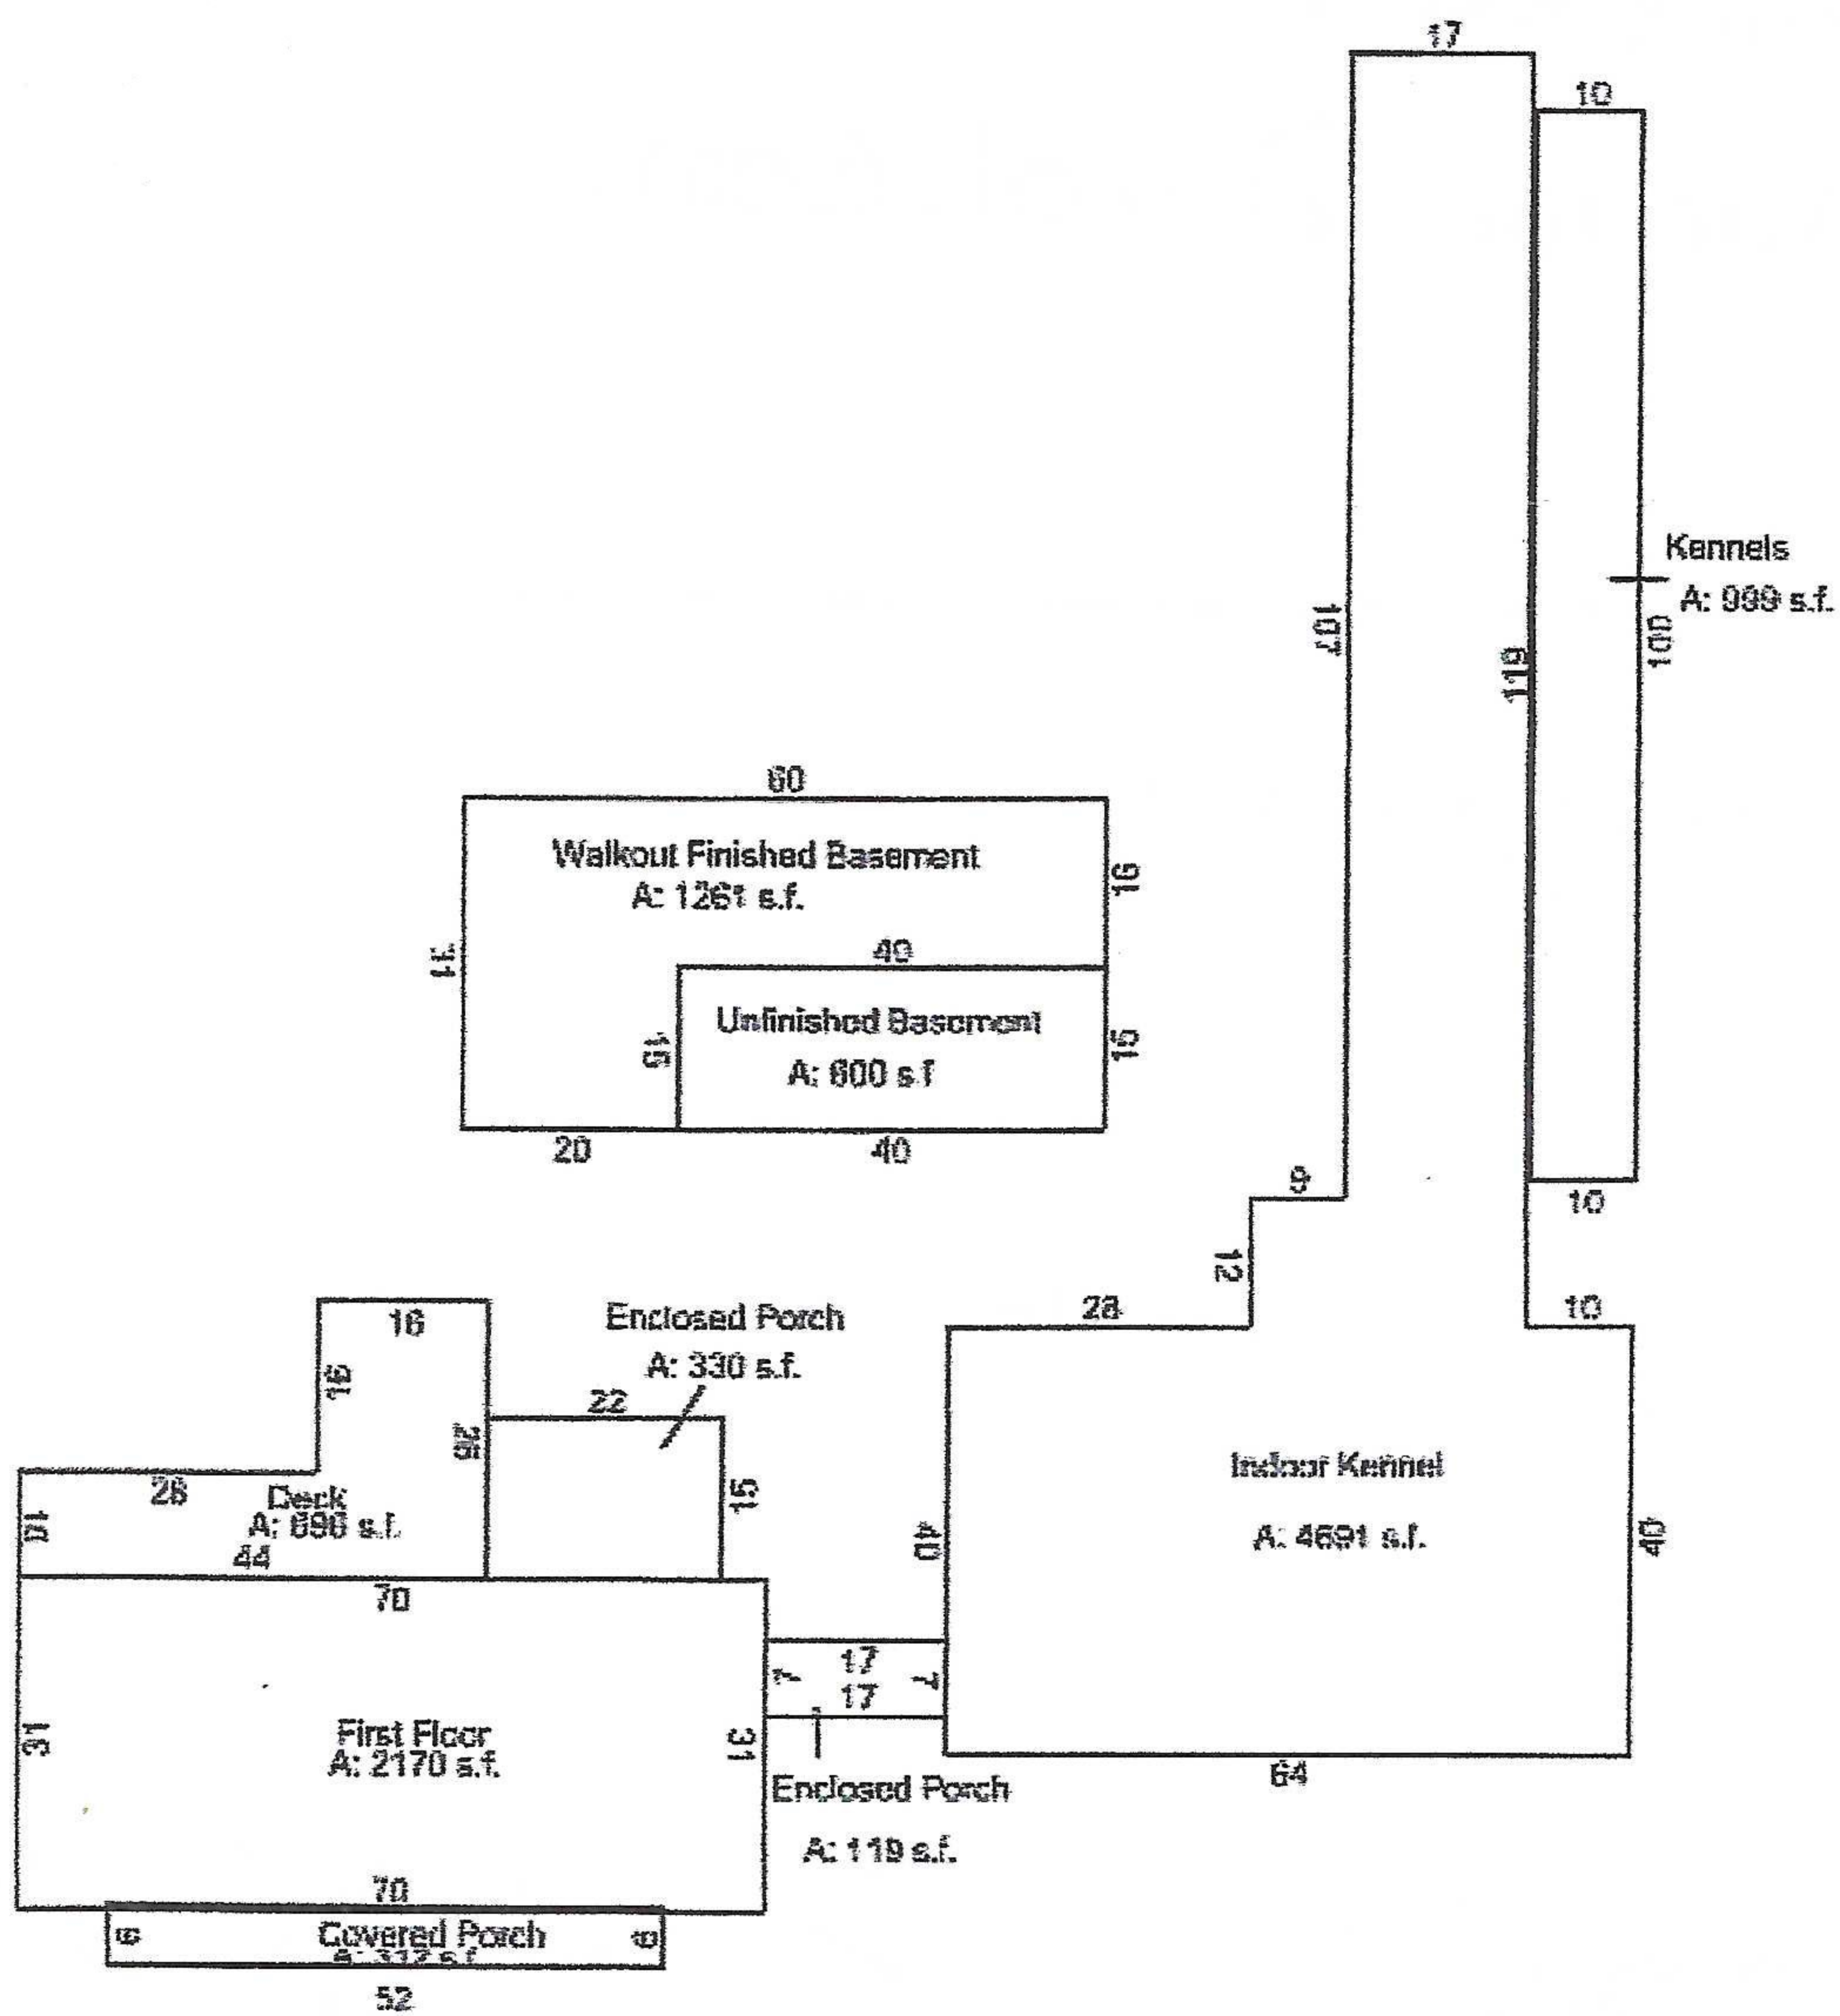 17
10
Kennels
A: 999 s.f.
107
119
100
60
Walkout Finished Basement
A: 1261 s.f.
16
31
40
Unfinished Basement
15
15
A: 600 s.f
20
40
9
10
12
28
10
16
Enclosed Porch
A: 330 s.f.
16
22
26
28
Deck
A: 696 s.f.
10
44
15
70
Indoor Kennel
A: 4691 s.f.
40
40
17
7
7
17
31
First Floor
A: 2170 s.f.
31
64
Enclosed Porch
A: 119 s.f.
70
6
Covered Porch
6
A: 312 s.f.
52